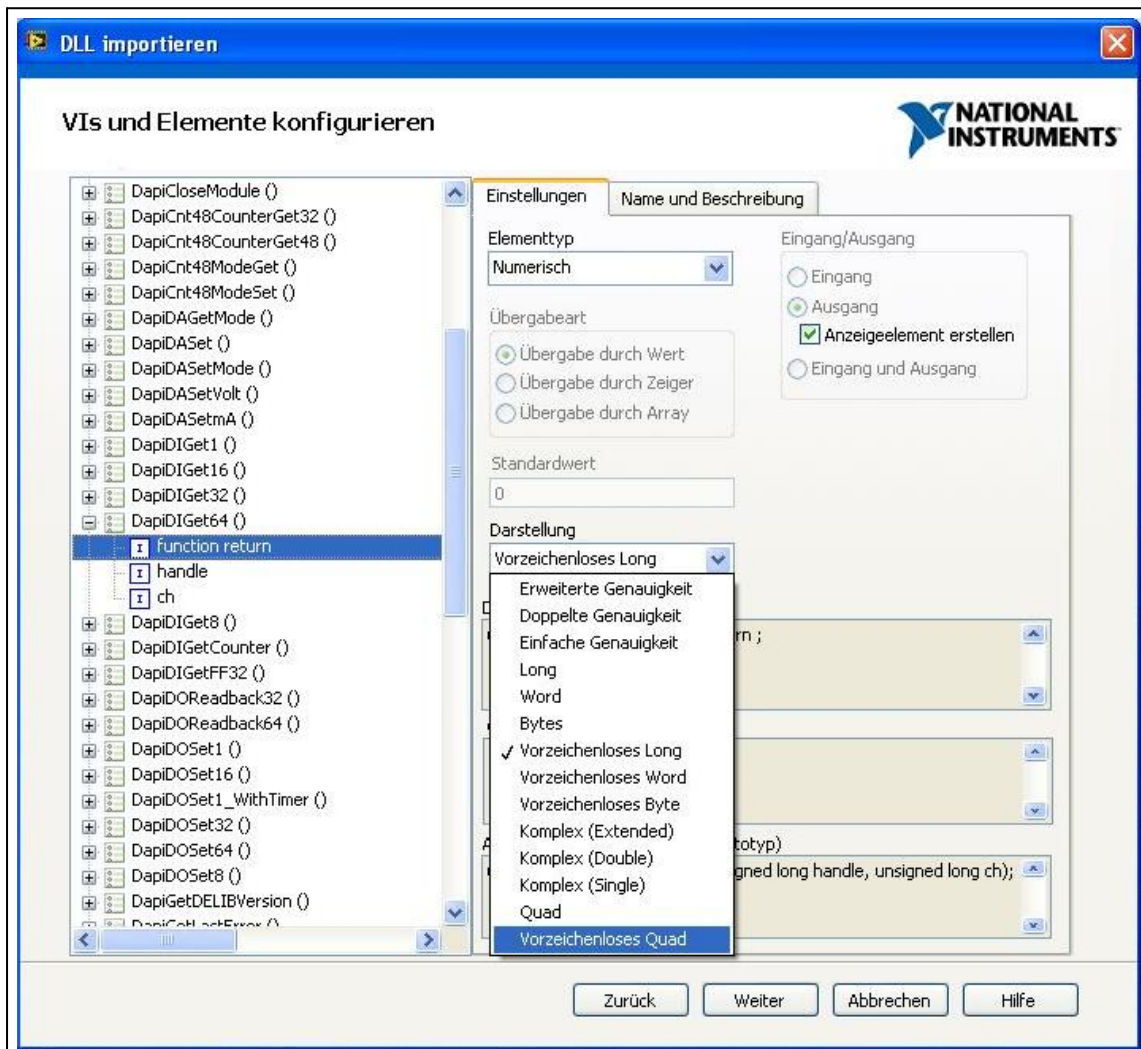 DLL importieren
VIs und Elemente konfigurieren
NATIONAL
INSTRUMENTS
DapiCloseModule ()
DapiCnt48CounterGet32 ()
DapiCnt48CounterGet48 ()
DapiCnt48ModeGet ()
DapiCnt48ModeSet ()
DapiDAGetMode ()
DapiDASet ()
DapiDASetMode ()
DapiDASetVolt ()
DapiDASetmA ()
DapiDIGet1 ()
DapiDIGet16 ()
DapiDIGet32 ()
DapiDIGet64 ()
function return
handle
ch
DapiDIGet8 ()
DapiDIGetCounter ()
DapiDIGetFF32 ()
DapiDOReadback32 ()
DapiDOReadback64 ()
DapiDOSet1 ()
DapiDOSet16 ()
DapiDOSet1_WithTimer ()
DapiDOSet32 ()
DapiDOSet64 ()
DapiDOSet8 ()
DapiGetDELIBVersion ()
DapiGetLastError ()
Einstellungen
Name und Beschreibung
Elementtyp
Numerisch
Eingang/Ausgang
Eingang
Ausgang
Anzeigeelement erstellen
Eingang und Ausgang
Übergabeart
Übergabe durch Wert
Übergabe durch Zeiger
Übergabe durch Array
Standardwert
0
Darstellung
Vorzeichenloses Long
Erweiterte Genauigkeit
Doppelte Genauigkeit
Einfache Genauigkeit
Long
Word
Bytes
Vorzeichenloses Long
Vorzeichenloses Word
Vorzeichenloses Byte
Komplex (Extended)
Komplex (Double)
Komplex (Single)
Quad
Vorzeichenloses Quad
rn ;
totyp)
gned long handle, unsigned long ch);
Zurück
Weiter
Abbrechen
Hilfe